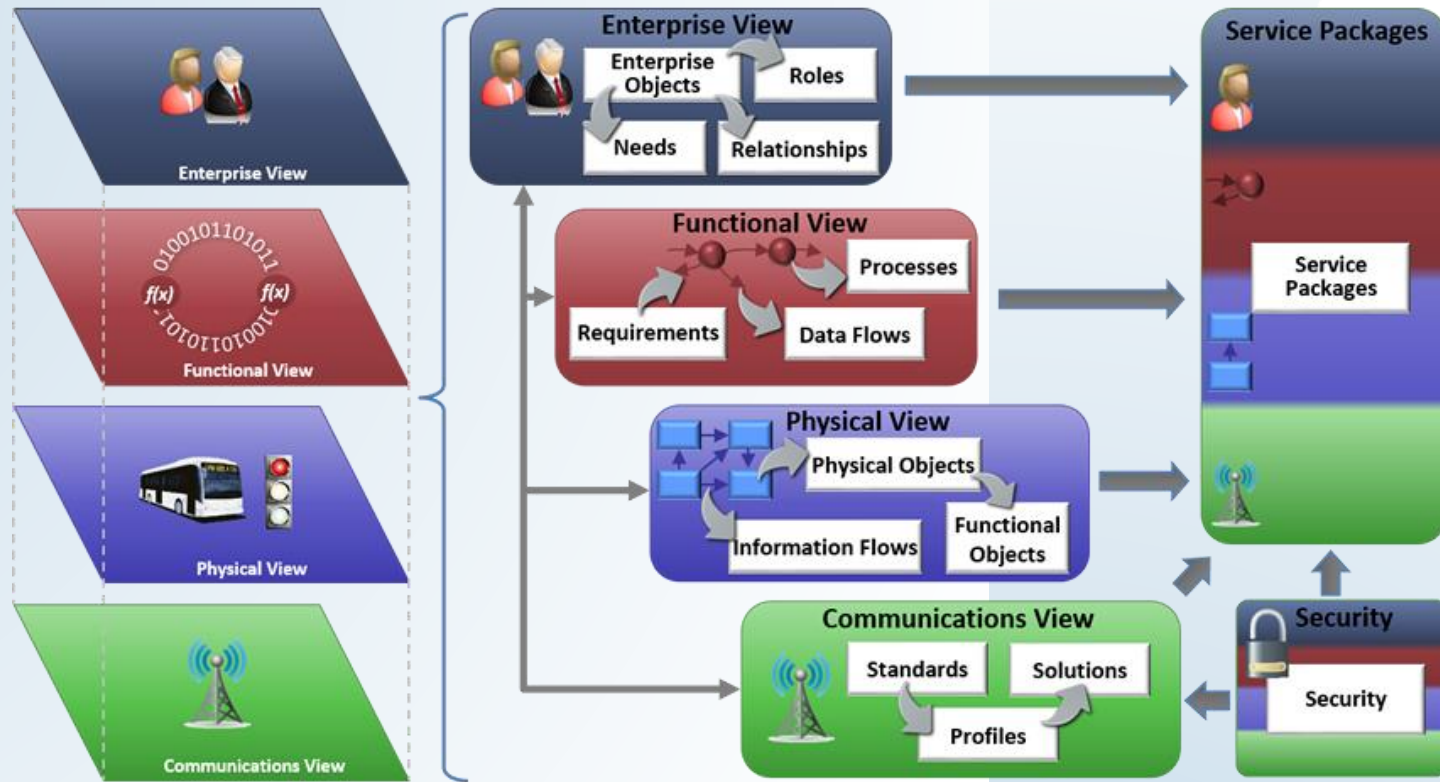 Enterprise View
0100101101011
f(x)
f(x)
Functional View
Physical View
Communications View
Enterprise View
Enterprise
Objects
Roles
Needs
Relationships
Functional View
Processes
Requirements
Data Flows
Physical View
Physical Objects
Information Flows
Functional
Objects
Communications View
Standards
Solutions
Profiles
Service Packages
Service
Packages
Security
Security